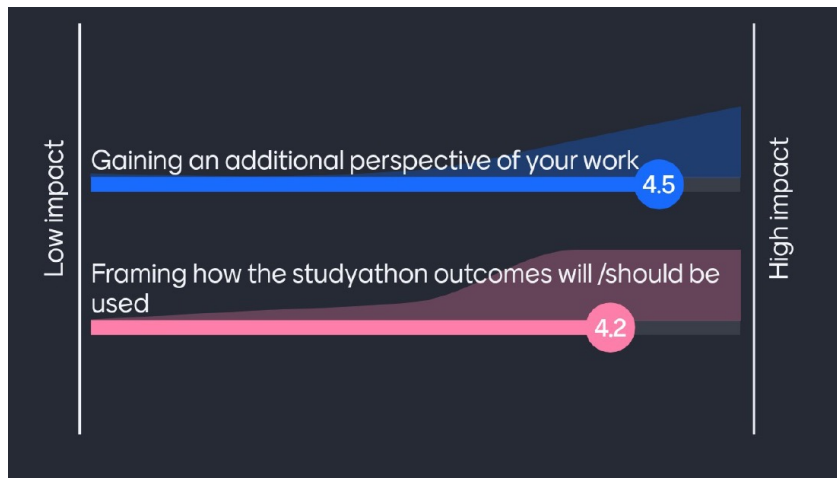 Low impact
Gaining an additional perspective of your work
4.5
Framing how the studyathon outcomes will /should be
used
4.2
High impact